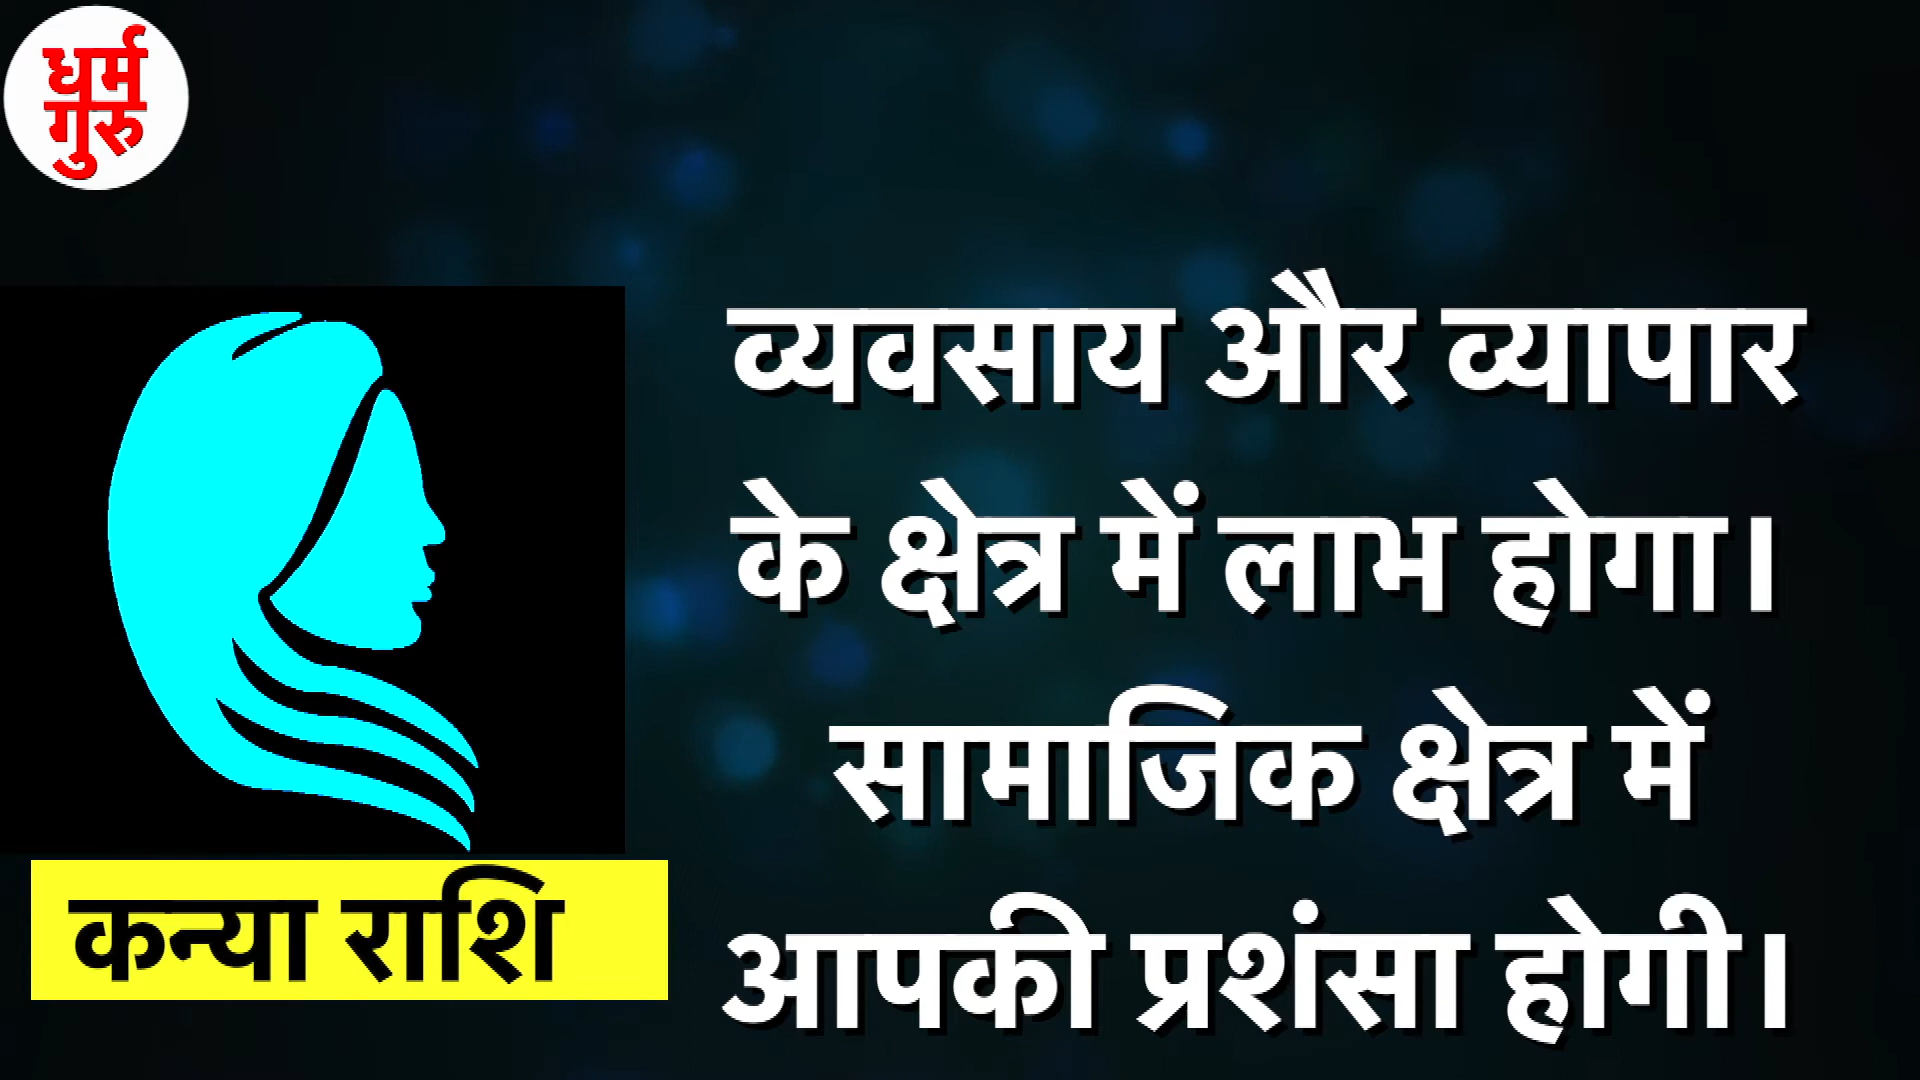 धर्म
गुरु
व्यवसाय और व्यापार
के क्षेत्र में लाभ होगा।
सामाजिक क्षेत्र में
आपकी प्रशंसा होगी।
कन्या राशि